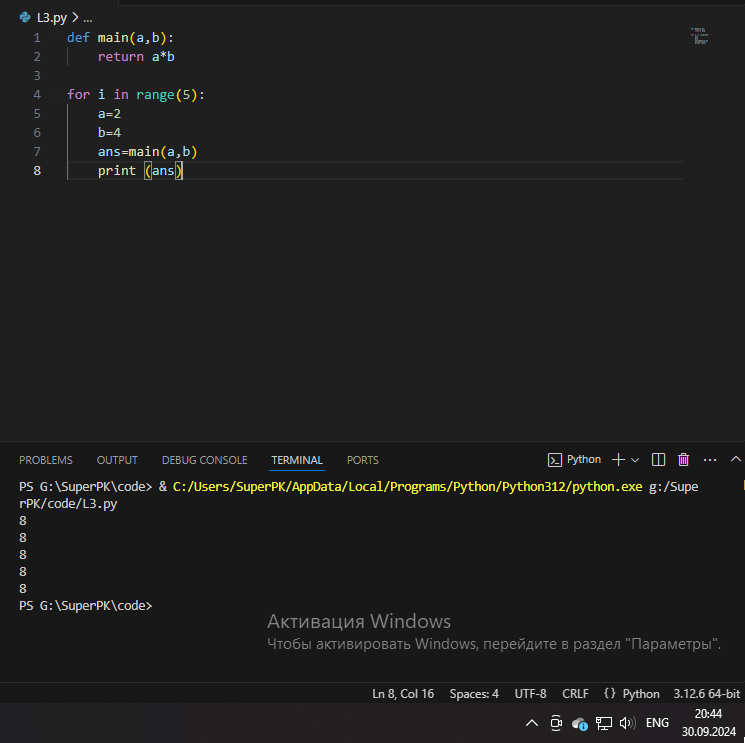 L3.py > ...
1 def main(a,b):
2     return a*b
3
4 for i in range(5):
5     a=2
6     b=4
7     ans=main(a,b)
8     print (ans)
PROBLEMS OUTPUT DEBUG CONSOLE TERMINAL PORTS Python
PS G:\SuperPK\code> & C:/Users/SuperPK/AppData/Local/Programs/Python/Python312/python.exe g:/Supe
rPK/code/L3.py
8
8
8
8
8
PS G:\SuperPK\code>
Активация Windows
Чтобы активировать Windows, перейдите в раздел "Параметры".
Ln 8, Col 16 Spaces: 4 UTF-8 CRLF {} Python 3.12.6 64-bit
20:44
ENG
30.09.2024